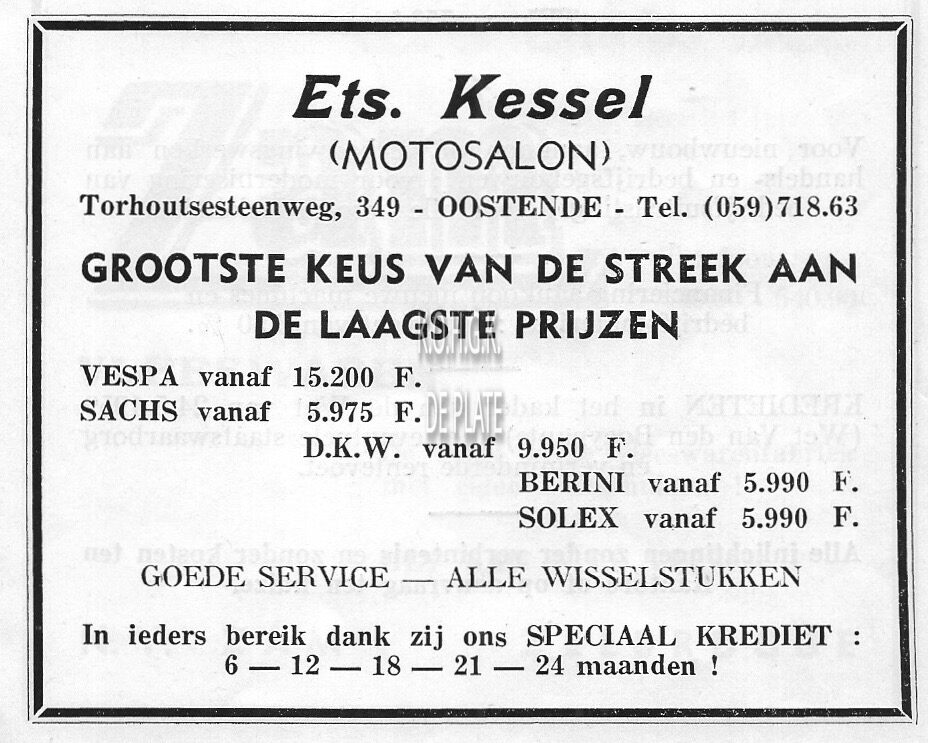 Ets. Kessel
(MOTOSALON)
Torhoutsesteenweg, 349 - OOSTENDE - Tel. (059)718.63
GROOTSTE KEUS VAN DE STREEK AAN
DE LAAGSTE PRIJZEN
VESPA vanaf 15.200 F.
SACHS vanaf 5.975 F.
D.K.W. vanaf 9.950 F.
BERINI vanaf 5.990 F.
SOLEX vanaf 5.990 F.
GOEDE SERVICE — ALLE WISSELSTUKKEN
In ieders bereik dank zij ons SPECIAAL KREDIET :
6 — 12 — 18 — 21 — 24 maanden !
DE PLATE